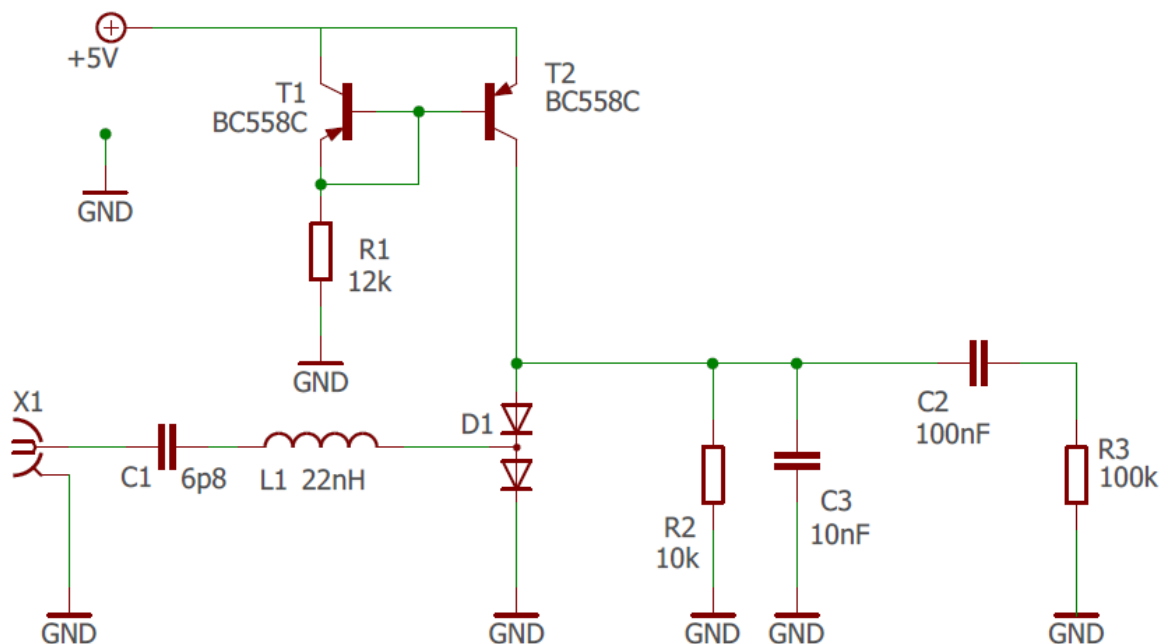 +5V
T1
BC558C
T2
BC558C
GND
R1
12k
GND
X1
C1 6p8
L1 22nH
D1
C2
100nF
R3
100k
R2
10k
C3
10nF
GND
GND
GND
GND
GND